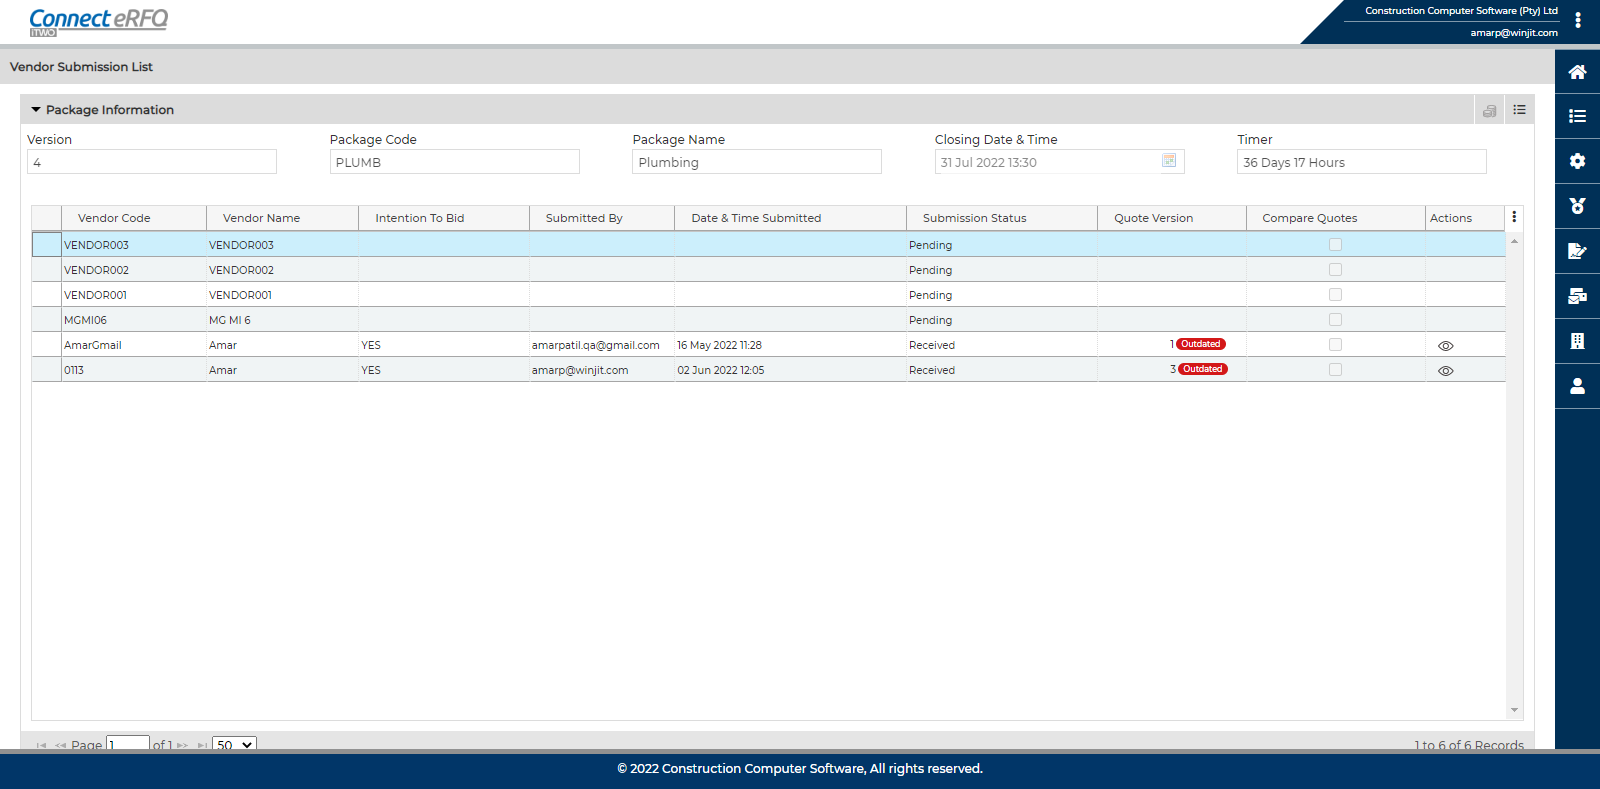 Connect eRFQ
iTWO
Construction Computer Software (Pty) Ltd
amarp@winjit.com
Vendor Submission List
Package Information
Version Package Code Package Name Closing Date & Time Timer
4 PLUMB Plumbing 31 Jul 2022 13:30 36 Days 17 Hours
Vendor Code Vendor Name Intention To Bid Submitted By Date & Time Submitted Submission Status Quote Version Compare Quotes Actions
VENDOR003 VENDOR003 Pending
VENDOR002 VENDOR002 Pending
VENDOR001 VENDOR001 Pending
MGMI06 MG MI 6 Pending
AmarGmail Amar YES amarpatil.qa@gmail.com 16 May 2022 11:28 Received 1 Outdated
0113 Amar YES amarp@winjit.com 02 Jun 2022 12:05 Received 3 Outdated
Page 1 of 1 50 1 to 6 of 6 Records
© 2022 Construction Computer Software, All rights reserved.